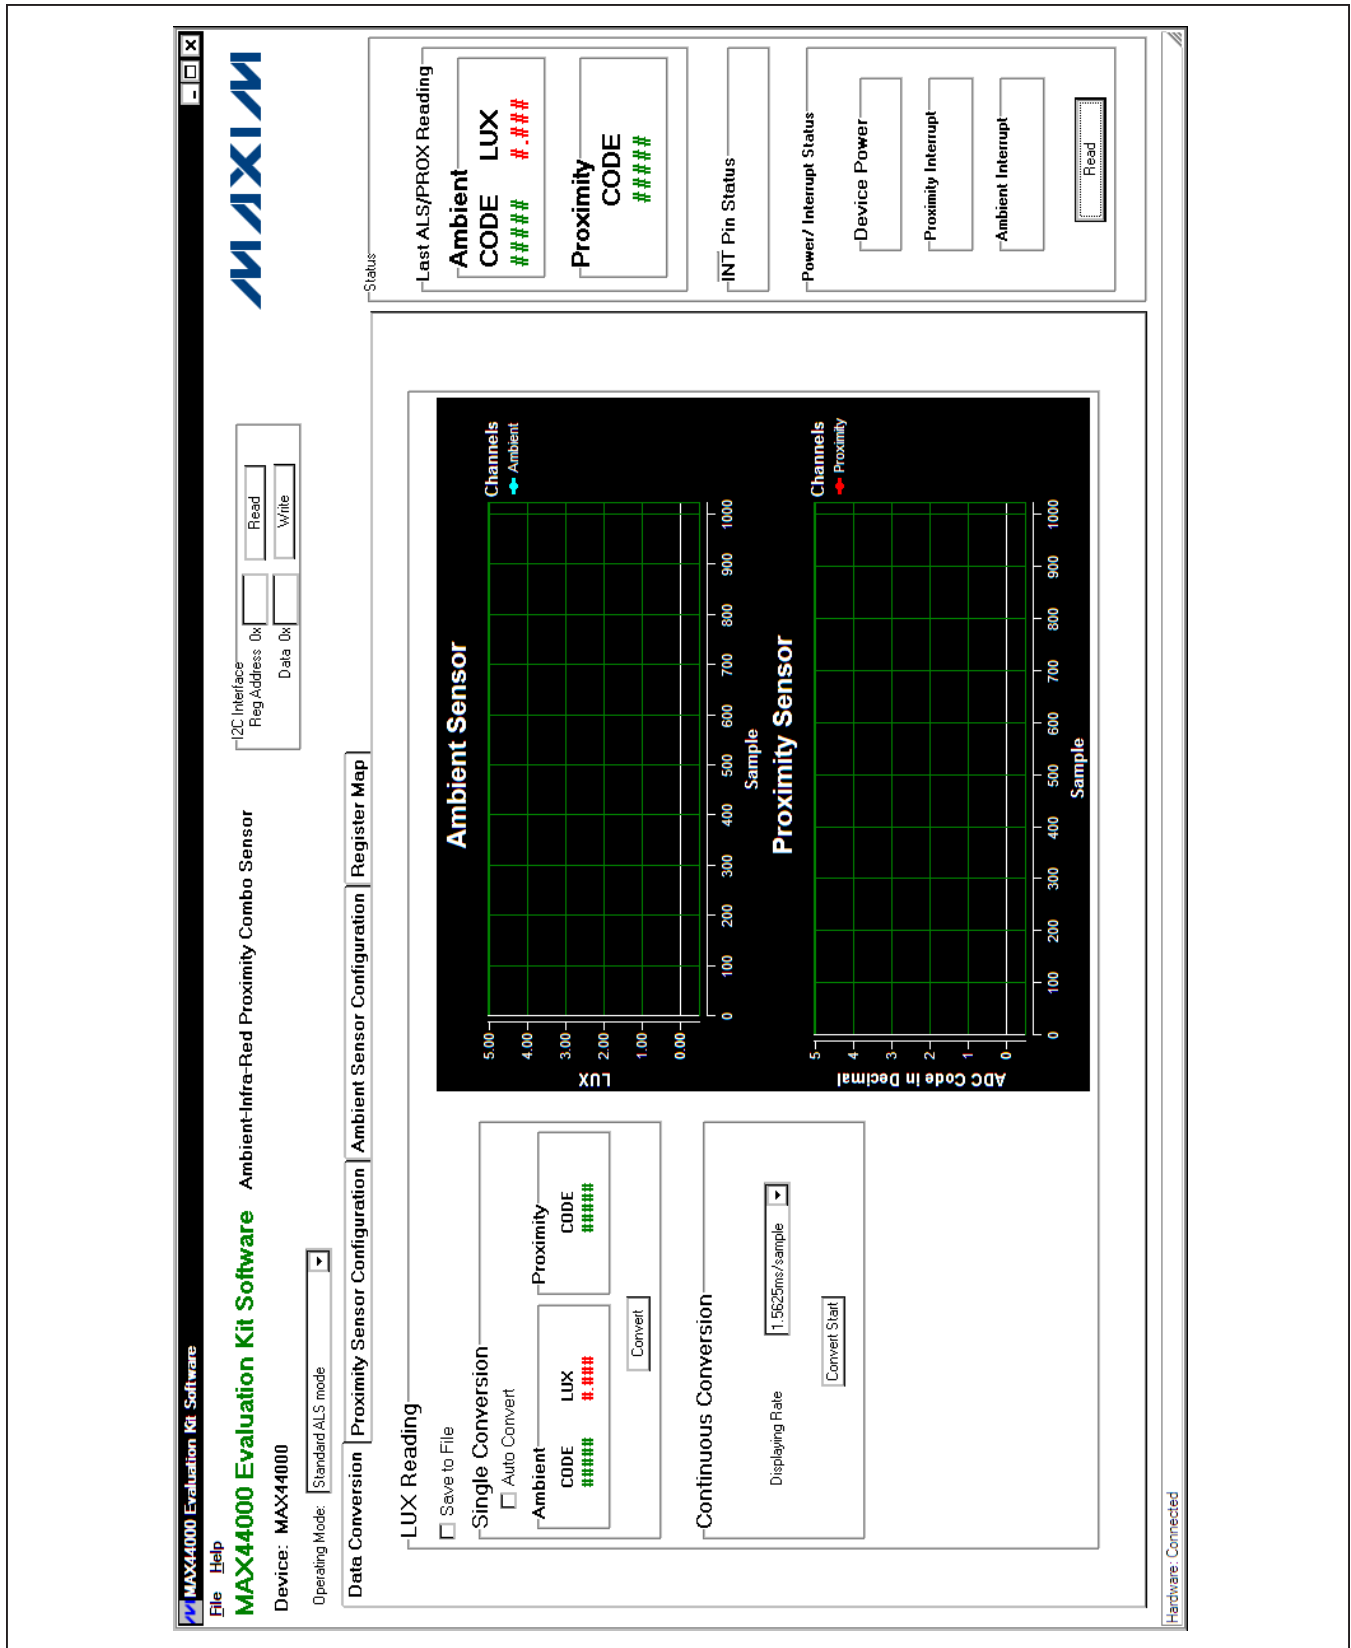 MAX44000 Evaluation Kit Software
File Help
MAX44000 Evaluation Kit Software Ambient-Infra-Red Proximity Combo Sensor
Device: MAX44000
Operating Mode: Standard ALS mode
I2C Interface
Reg Address 0x Read
Data 0x Write
MAXIM
Data Conversion Proximity Sensor Configuration Ambient Sensor Configuration Register Map
LUX Reading
Save to File
Single Conversion
Auto Convert
Ambient
CODE LUX
##### #.###
Proximity
CODE
#####
Convert
Continuous Conversion
Displaying Rate 1.5625ms/sample
Convert Start
Ambient Sensor
Channels
Ambient
LUX
5.00
4.00
3.00
2.00
1.00
0.00
0 100 200 300 400 500 600 700 800 900 1000
Sample
Proximity Sensor
Channels
Proximity
ADC Code in Decimal
5
4
3
2
1
0
0 100 200 300 400 500 600 700 800 900 1000
Sample
Status
Last ALS/PROX Reading
Ambient
CODE LUX
##### #.###
Proximity
CODE
#####
INT Pin Status
Power/ Interrupt Status
Device Power
Proximity Interrupt
Ambient Interrupt
Read
Hardware: Connected